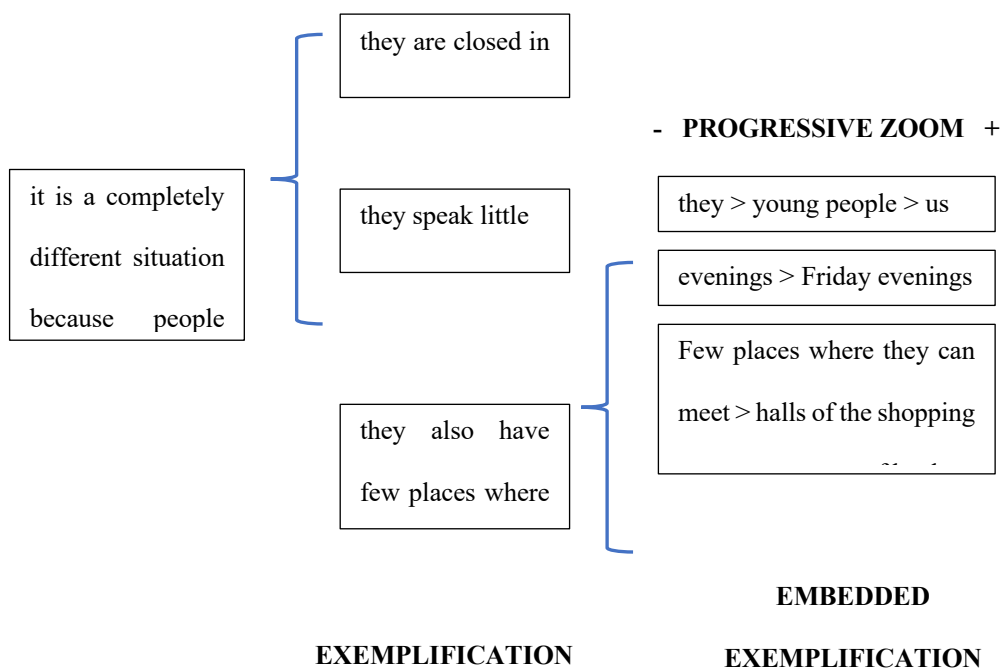 it is a completely
different situation
because people
they are closed in
they speak little
they also have
few places where
- PROGRESSIVE ZOOM +
they > young people > us
evenings > Friday evenings
Few places where they can
meet > halls of the shopping
EXEMPLIFICATION
EMBEDDED
EXEMPLIFICATION